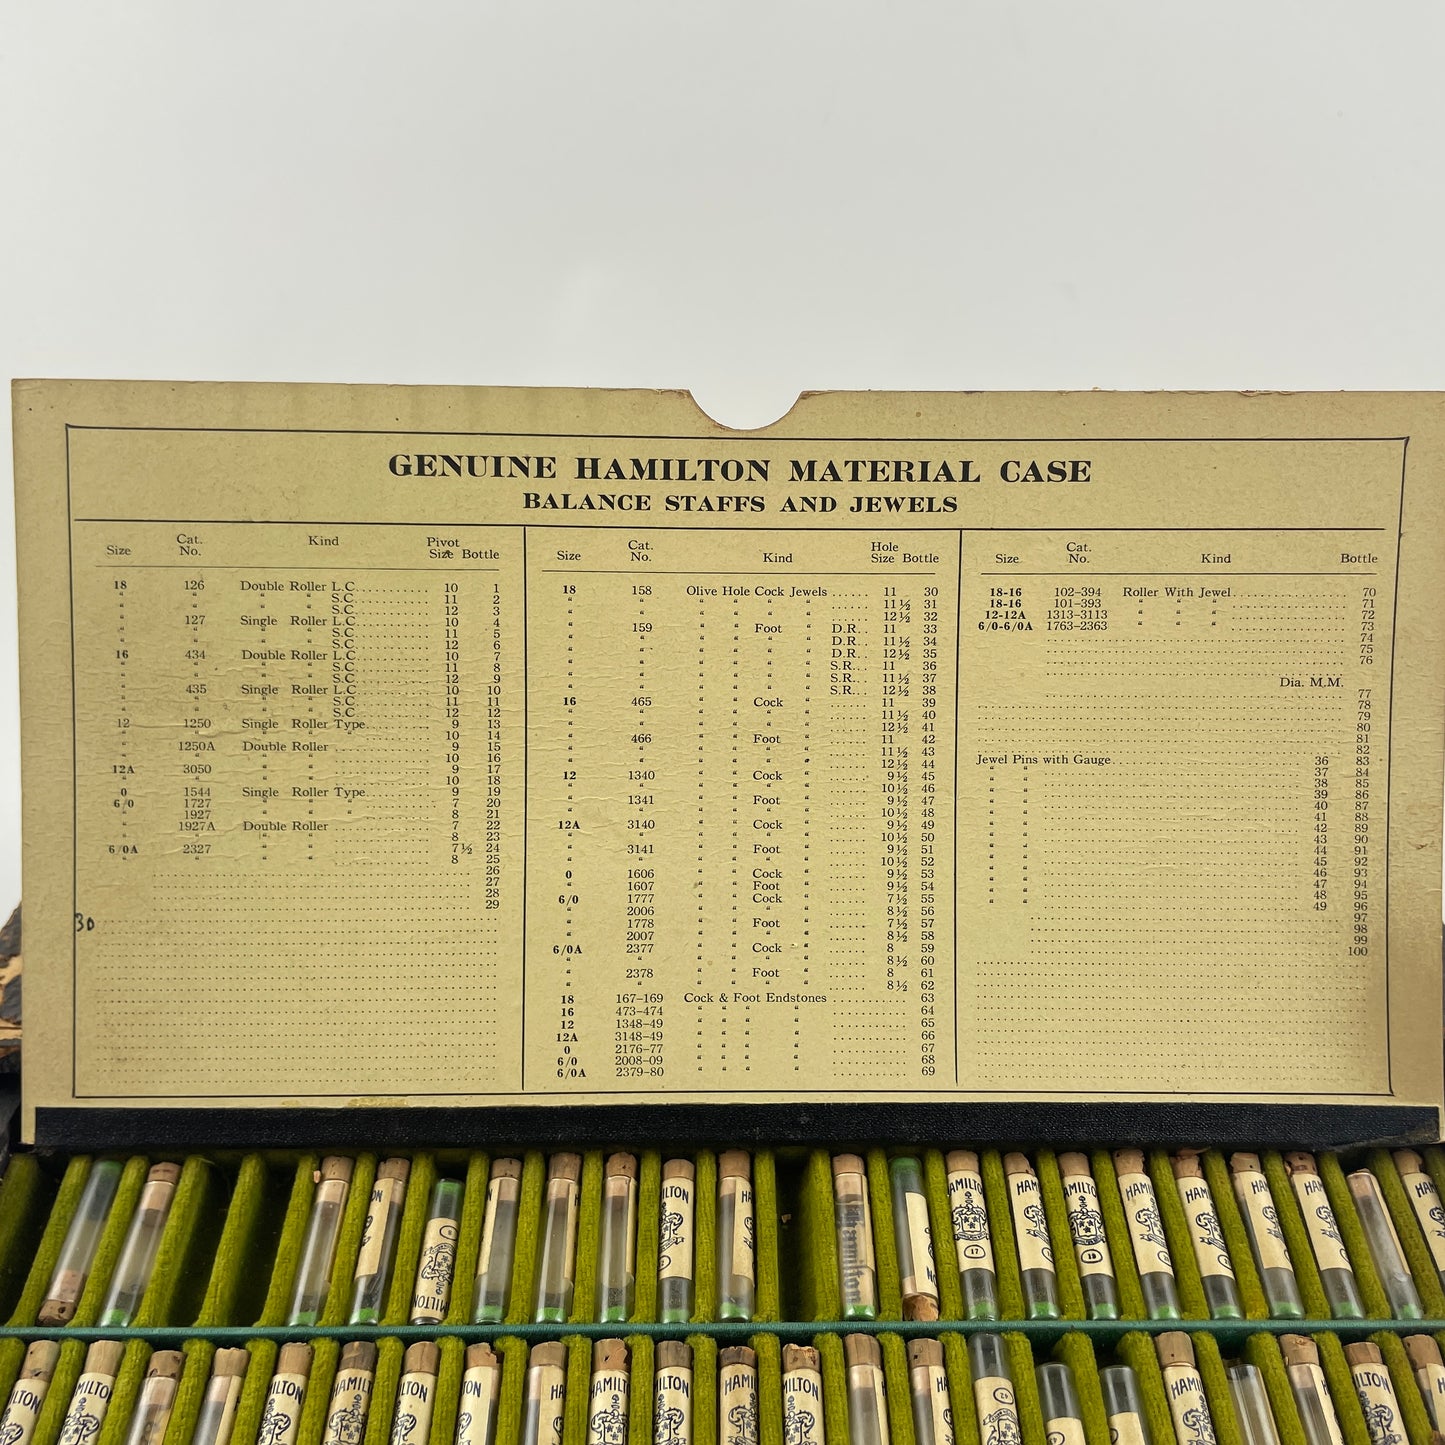 GENUINE HAMILTON MATERIAL CASE
BALANCE STAFFS AND JEWELS
Size Cat. No. Kind Pivot Size Bottle
18 126 Double Roller L.C. 10 1
" " " " S.C. 11 2
" " " " S.C. 12 3
" 127 Single Roller L.C. 10 4
" " " " S.C. 11 5
" " " " S.C. 12 6
16 434 Double Roller L.C. 10 7
" " " " S.C. 11 8
" " " " S.C. 12 9
" 435 Single Roller L.C. 10 10
" " " " S.C. 11 11
" " " " S.C. 12 12
12 1250 Single Roller Type 9 13
" " " " " 10 14
" 1250A Double Roller 9 15
" " " " 10 16
12A 3050 " " 9 17
" " " " 10 18
0 1544 Single Roller Type 9 19
6/0 1727 " " " 7 20
" 1927 " " " 8 21
" 1927A Double Roller 7 22
" " " " 8 23
6/0A 2327 " " 7½ 24
" " " " 8 25
26
27
28
29
30
Size Cat. No. Kind Hole Size Bottle
18 158 Olive Hole Cock Jewels 11 30
" " " " " " 11½ 31
" " " " " " 12½ 32
" 159 " " Foot " D.R. 11 33
" " " " " " D.R. 11½ 34
" " " " " " D.R. 12½ 35
" " " " " " S.R. 11 36
" " " " " " S.R. 11½ 37
" " " " " " S.R. 12½ 38
16 465 " " Cock " 11 39
" " " " " " 11½ 40
" " " " " " 12½ 41
" 466 " " Foot " 11 42
" " " " " " 11½ 43
" " " " " " 12½ 44
12 1340 " " Cock " 9½ 45
" " " " " " 10½ 46
" 1341 " " Foot " 9½ 47
" " " " " " 10½ 48
12A 3140 " " Cock " 9½ 49
" " " " " " 10½ 50
" 3141 " " Foot " 9½ 51
" " " " " " 10½ 52
0 1606 " " Cock " 9½ 53
" 1607 " " Foot " 9½ 54
6/0 1777 " " Cock " 7½ 55
" 2006 " " " " 8½ 56
" 1778 " " Foot " 7½ 57
" 2007 " " " " 8½ 58
6/0A 2377 " " Cock " 8 59
" " " " " " 8½ 60
" 2378 " " Foot " 8 61
" " " " " " 8½ 62
18 167-169 Cock & Foot Endstones 63
16 473-474 " " " " 64
12 1348-49 " " " " 65
12A 3148-49 " " " " 66
0 2176-77 " " " " 67
6/0 2008-09 " " " " 68
6/0A 2379-80 " " " " 69
Size Cat. No. Kind Bottle
18-16 102-394 Roller With Jewel 70
18-16 101-393 " " " 71
12-12A 1313-3113 " " " 72
6/0-6/0A 1763-2363 " " " 73
74
75
76
Dia. M.M.
77
78
79
80
81
82
Jewel Pins with Gauge 36 83
" " 37 84
" " 38 85
" " 39 86
" " 40 87
" " 41 88
" " 42 89
" " 43 90
" " 44 91
" " 45 92
" " 46 93
" " 47 94
" " 48 95
" " 49 96
97
98
99
100
HAMILTON
HAMILTON
17
Hamilton
HAMILTON
HAMILTON
HAMILTON
HAMILTON